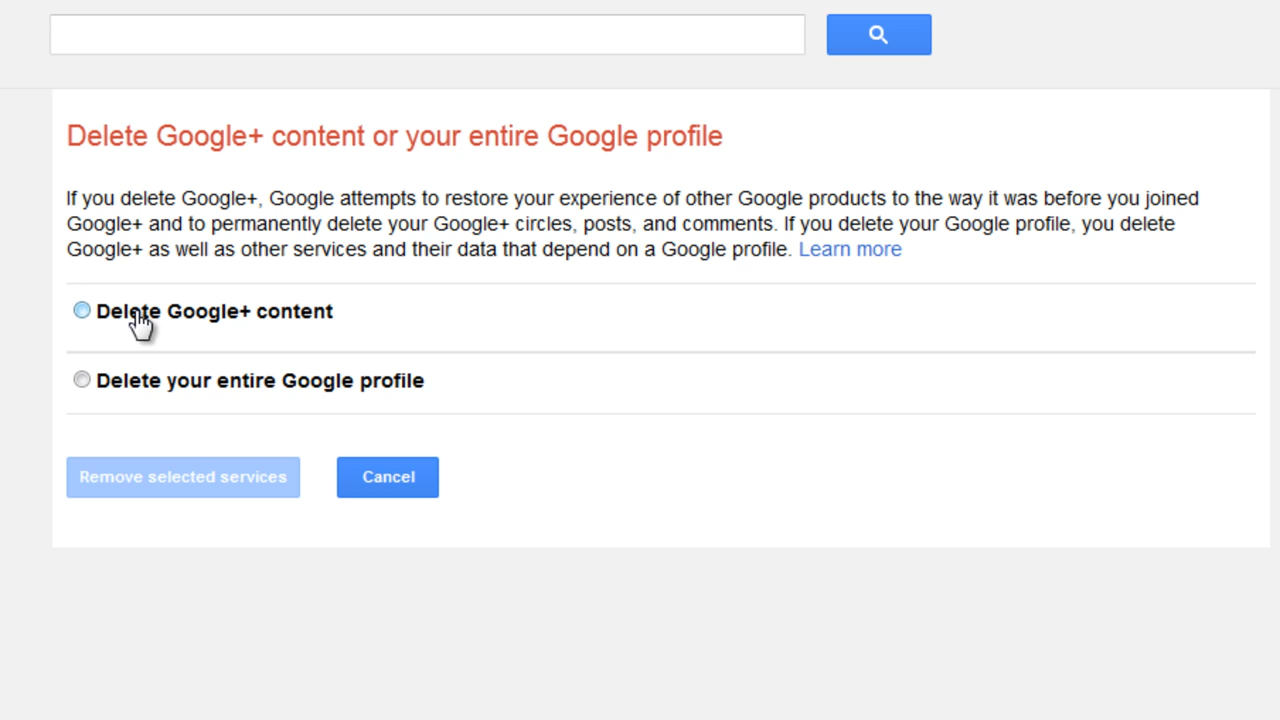 Delete Google+ content or your entire Google profile
If you delete Google+, Google attempts to restore your experience of other Google products to the way it was before you joined
Google+ and to permanently delete your Google+ circles, posts, and comments. If you delete your Google profile, you delete
Google+ as well as other services and their data that depend on a Google profile. Learn more
Delete Google+ content
Delete your entire Google profile
Remove selected services
Cancel